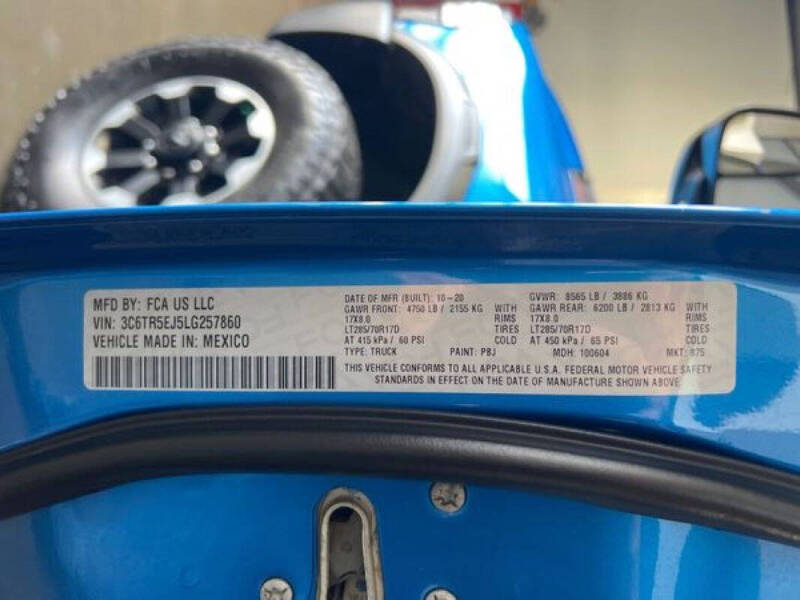 MFD BY: FCA US LLC
VIN: 3C6TR5EJ5LG257860
VEHICLE MADE IN: MEXICO
DATE OF MFR (BUILT): 10-20 GVWR: 8565 LB / 3886 KG
GAWR FRONT: 4750 LB / 2155 KG WITH GAWR REAR: 6200 LB / 2813 KG WITH
17X8.0 RIMS 17X8.0 RIMS
LT285/70R17D TIRES LT285/70R17D TIRES
AT 415 kPa / 60 PSI COLD AT 450 kPa / 65 PSI COLD
TYPE: TRUCK PAINT: PBJ MDH: 100604 MKT: 875
THIS VEHICLE CONFORMS TO ALL APPLICABLE U.S.A. FEDERAL MOTOR VEHICLE SAFETY
STANDARDS IN EFFECT ON THE DATE OF MANUFACTURE SHOWN ABOVE.